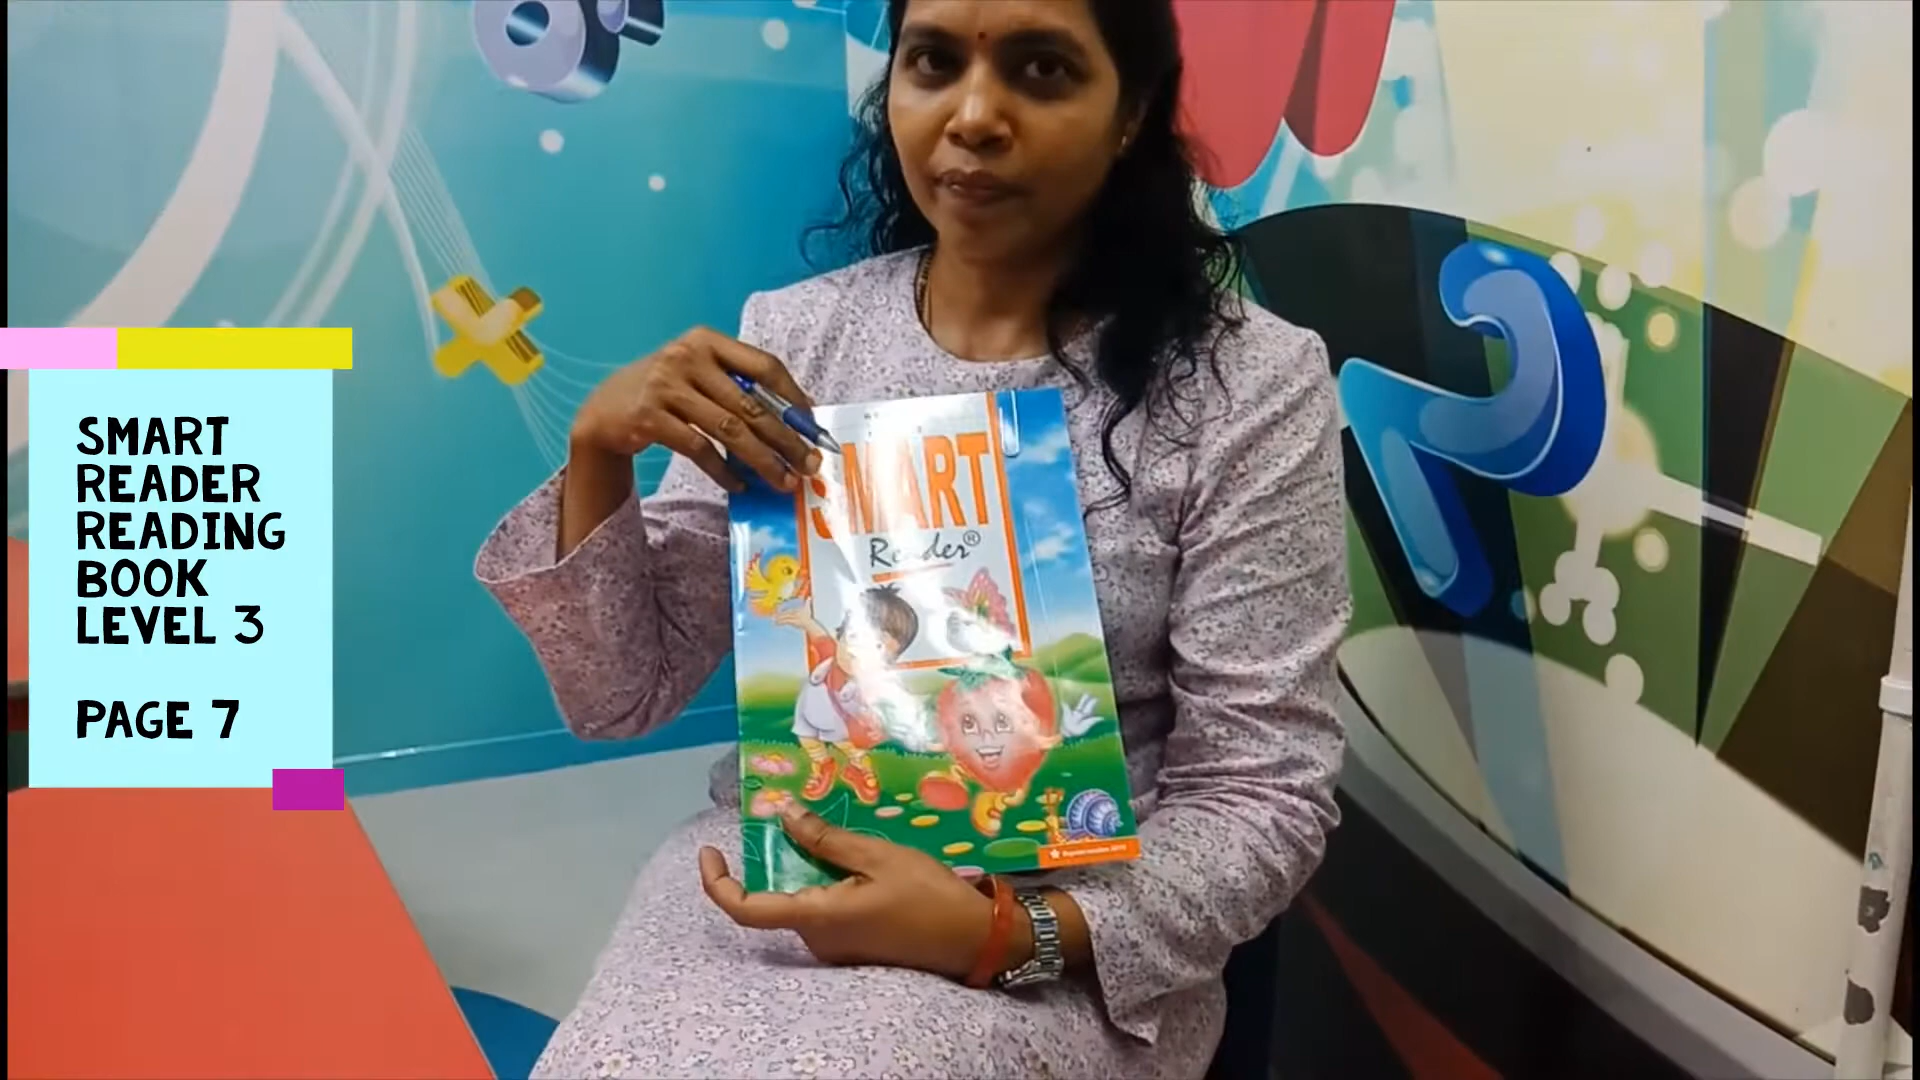 SMART
READER
READING
BOOK
LEVEL 3
PAGE 7
SMART
Reader®